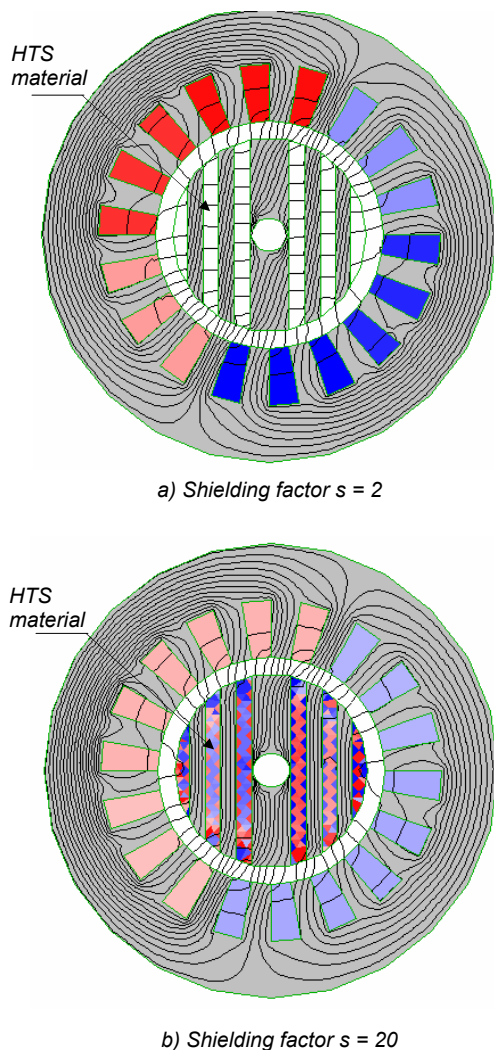 HTS
material
a) Shielding factor s = 2
HTS
material
b) Shielding factor s = 20